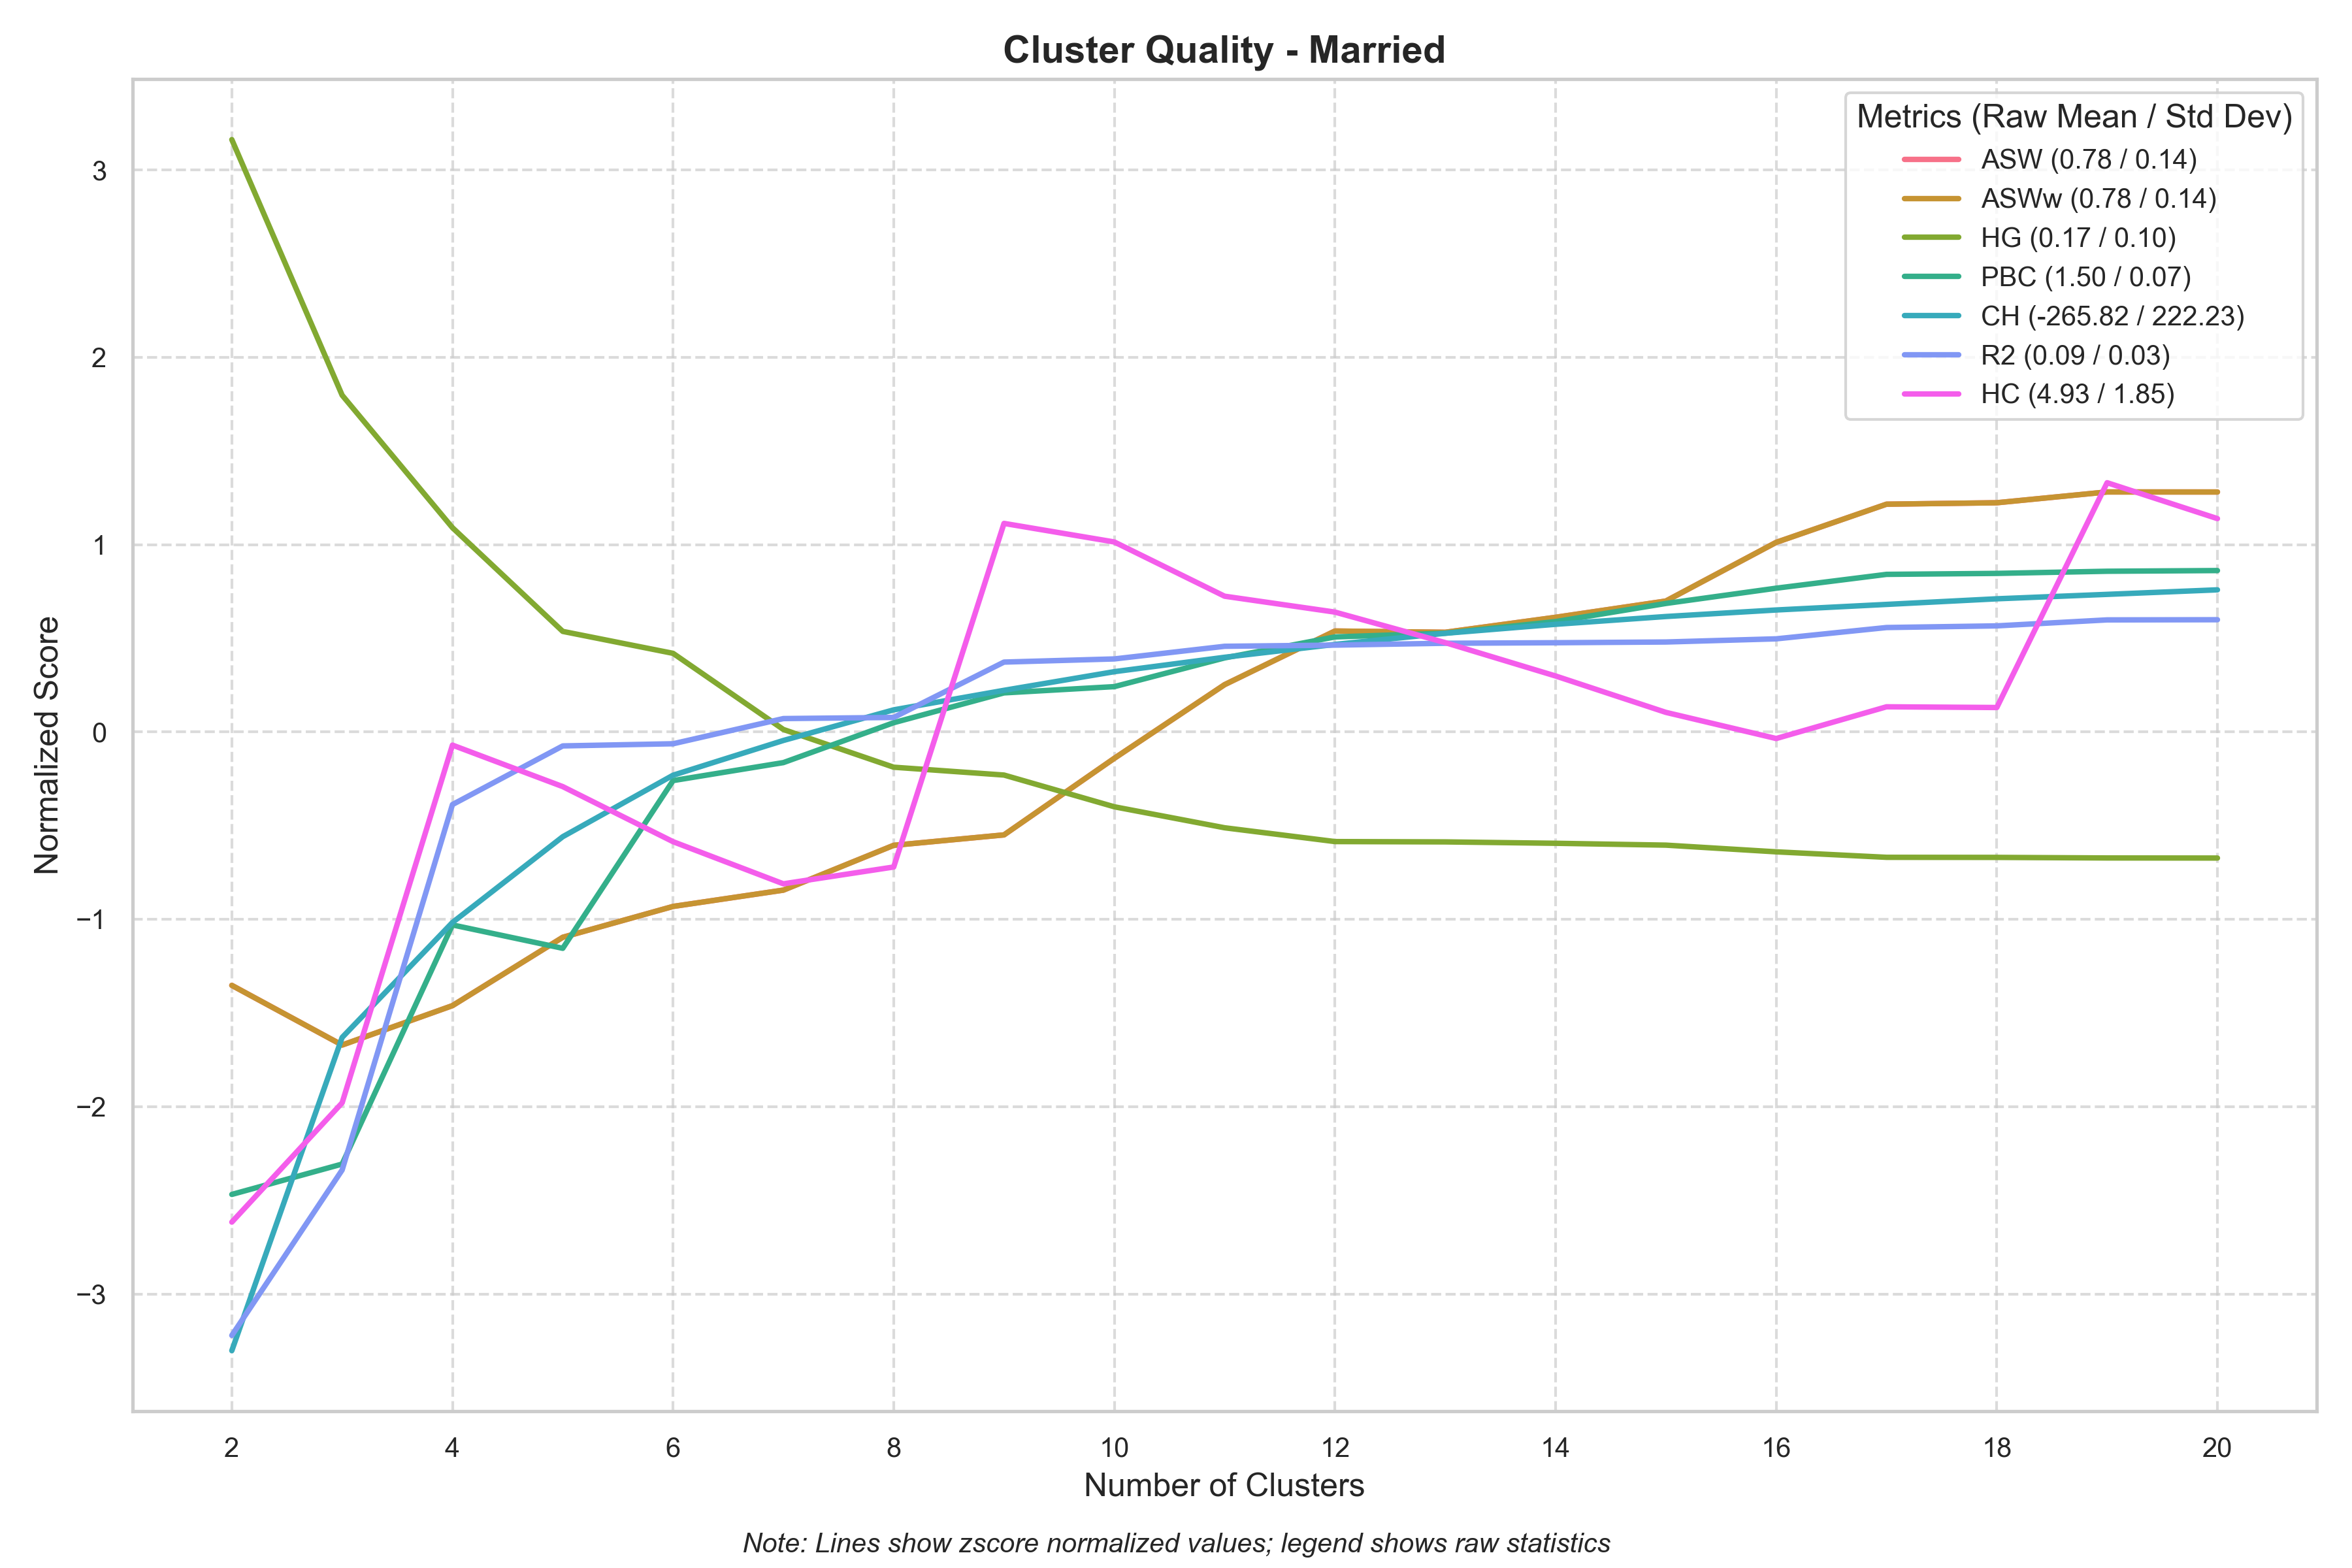 Cluster Quality - Married
Metrics (Raw Mean / Std Dev)
ASW (0.78 / 0.14)
ASWw (0.78 / 0.14)
HG (0.17 / 0.10)
PBC (1.50 / 0.07)
CH (-265.82 / 222.23)
R2 (0.09 / 0.03)
HC (4.93 / 1.85)
Normalized Score
3
2
1
0
−1
−2
−3
2 4 6 8 10 12 14 16 18 20
Number of Clusters
Note: Lines show zscore normalized values; legend shows raw statistics